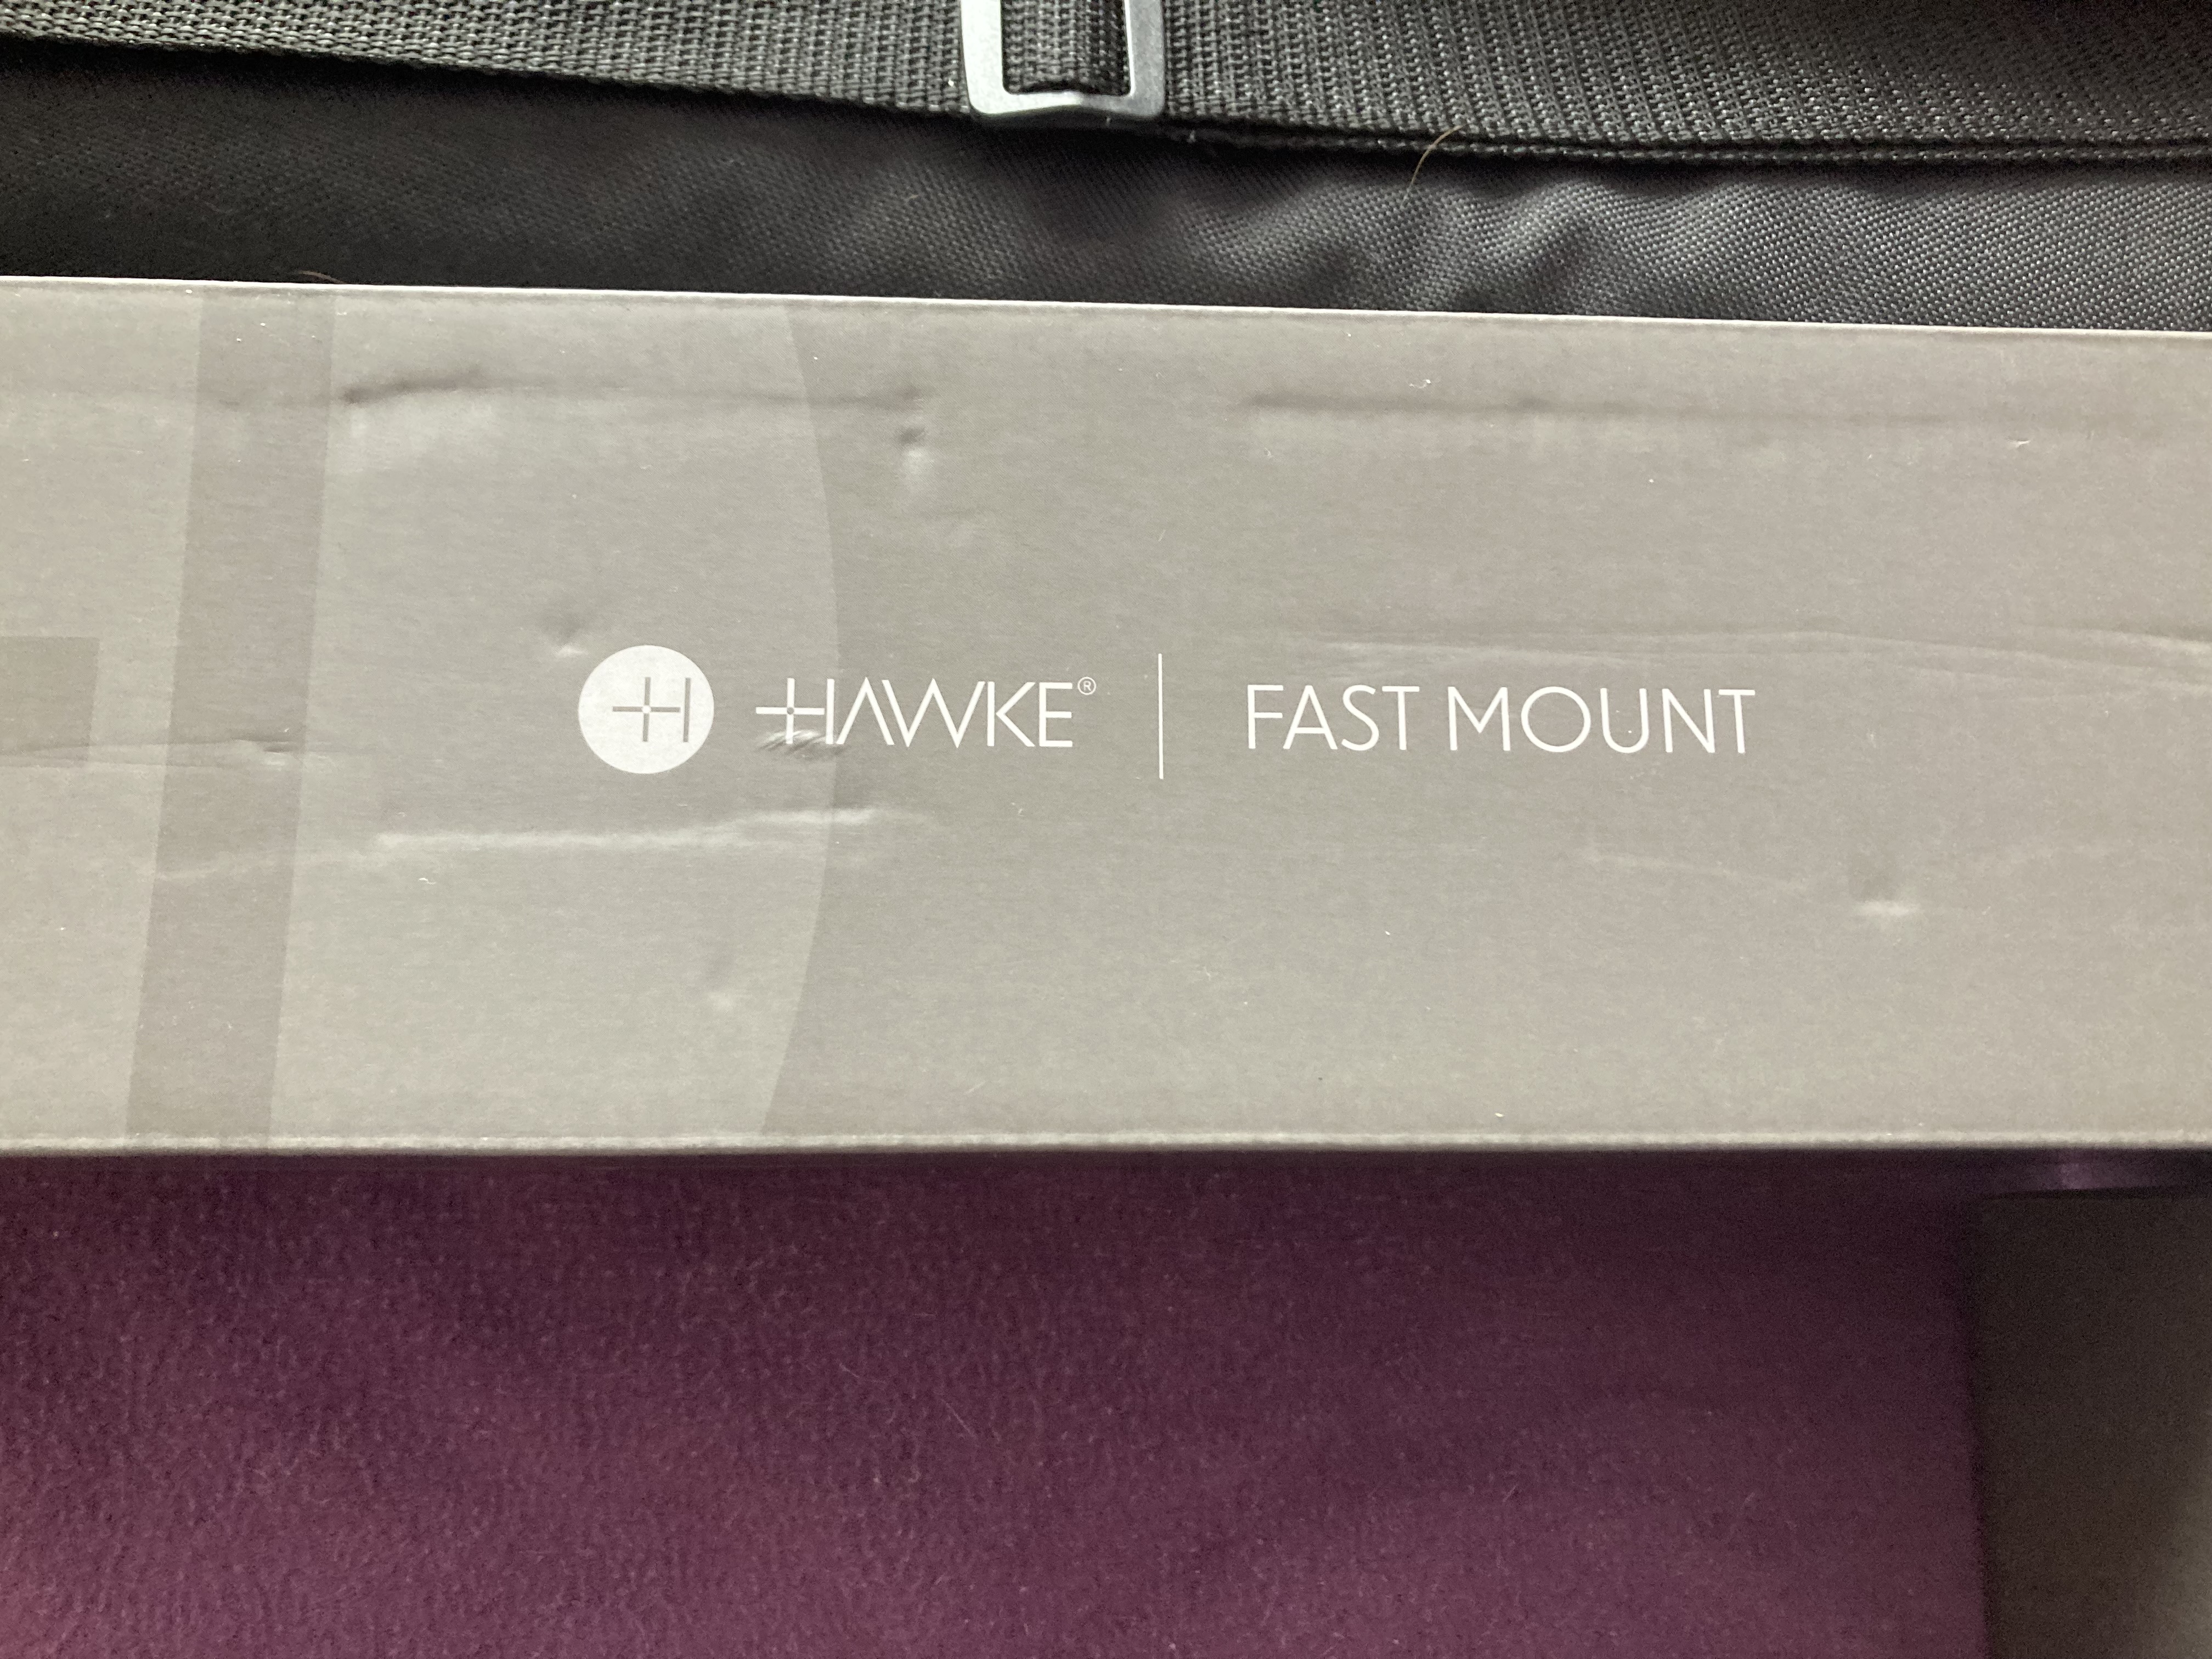 H HAWKE® | FAST MOUNT